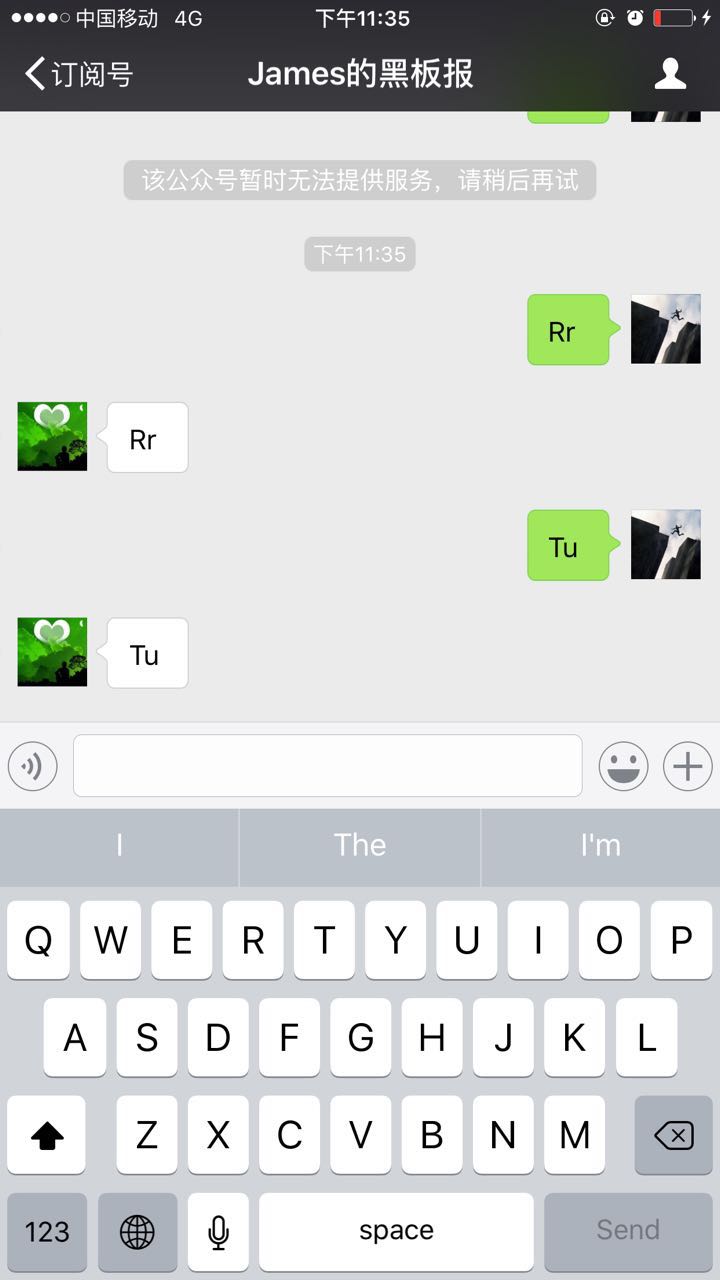 中国移动 4G 下午11:35
订阅号 James的黑板报
该公众号暂时无法提供服务，请稍后再试
下午11:35
Rr
Rr
Tu
Tu
I The I'm
Q W E R T Y U I O P
A S D F G H J K L
Z X C V B N M
123 space Send